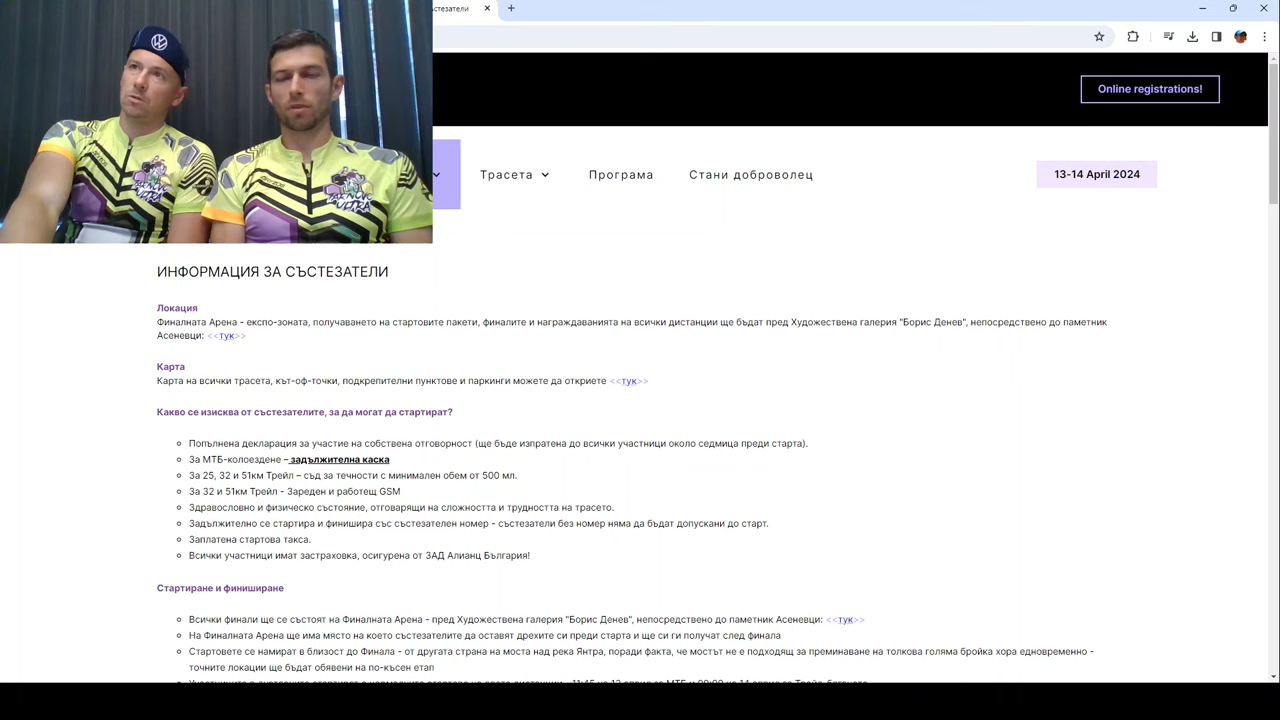 стезатели
Online registrations!
Трасета
Програма
Стани доброволец
13-14 April 2024
TARNOVO ULTRA
TARNOVO ULTRA
ИНФОРМАЦИЯ ЗА СЪСТЕЗАТЕЛИ
Локация
Финалната Арена - експо-зоната, получаването на стартовите пакети, финалите и награждаванията на всички дистанции ще бъдат пред Художествена галерия "Борис Денев", непосредствено до паметник
Асеневци: <<тук>>
Карта
Карта на всички трасета, кът-оф-точки, подкрепителни пунктове и паркинги можете да откриете <<тук>>
Какво се изисква от състезателите, за да могат да стартират?
Попълнена декларация за участие на собствена отговорност (ще бъде изпратена до всички участници около седмица преди старта).
За МТБ-колоездене – задължителна каска
За 25, 32 и 51км Трейл – съд за течности с минимален обем от 500 мл.
За 32 и 51км Трейл - Зареден и работещ GSM
Здравословно и физическо състояние, отговарящи на сложността и трудността на трасето.
Задължително се стартира и финишира със състезателен номер - състезатели без номер няма да бъдат допускани до старт.
Заплатена стартова такса.
Всички участници имат застраховка, осигурена от ЗАД Алианц България!
Стартиране и финиширане
Всички финали ще се състоят на Финалната Арена - пред Художествена галерия "Борис Денев", непосредствено до паметник Асеневци: <<тук>>
На Финалната Арена ще има място на което състезателите да оставят дрехите си преди старта и ще си ги получат след финала
Стартовете се намират в близост до Финала - от другата страна на моста над река Янтра, поради факта, че мостът не е подходящ за преминаване на толкова голяма бройка хора едновременно -
точните локации ще бъдат обявени на по-късен етап